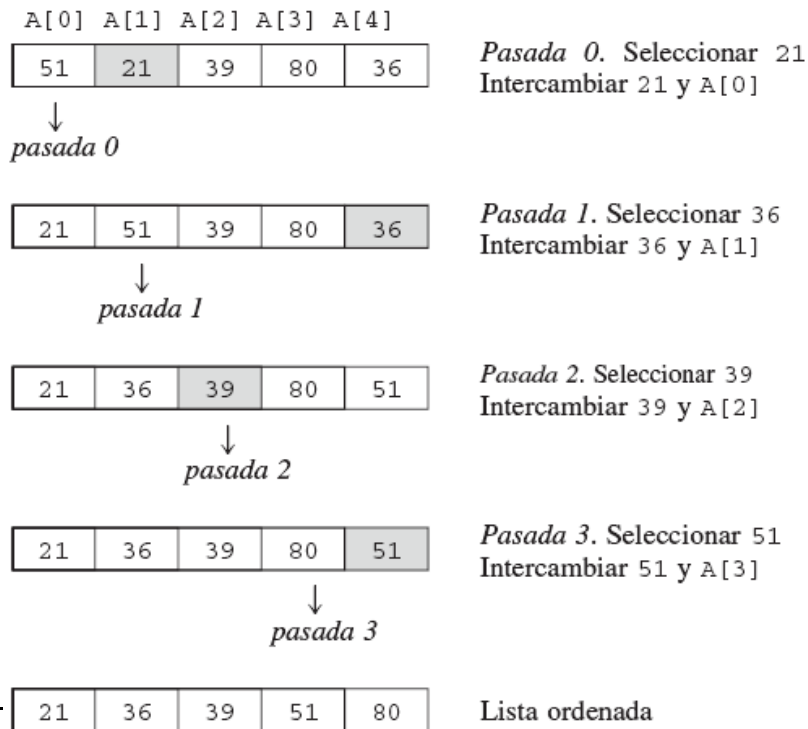 A[0] A[1] A[2] A[3] A[4]
51 21 39 80 36
Pasada 0. Seleccionar 21
Intercambiar 21 y A[0]
pasada 0
21 51 39 80 36
Pasada 1. Seleccionar 36
Intercambiar 36 y A[1]
pasada 1
21 36 39 80 51
Pasada 2. Seleccionar 39
Intercambiar 39 y A[2]
pasada 2
21 36 39 80 51
Pasada 3. Seleccionar 51
Intercambiar 51 y A[3]
pasada 3
21 36 39 51 80
Lista ordenada